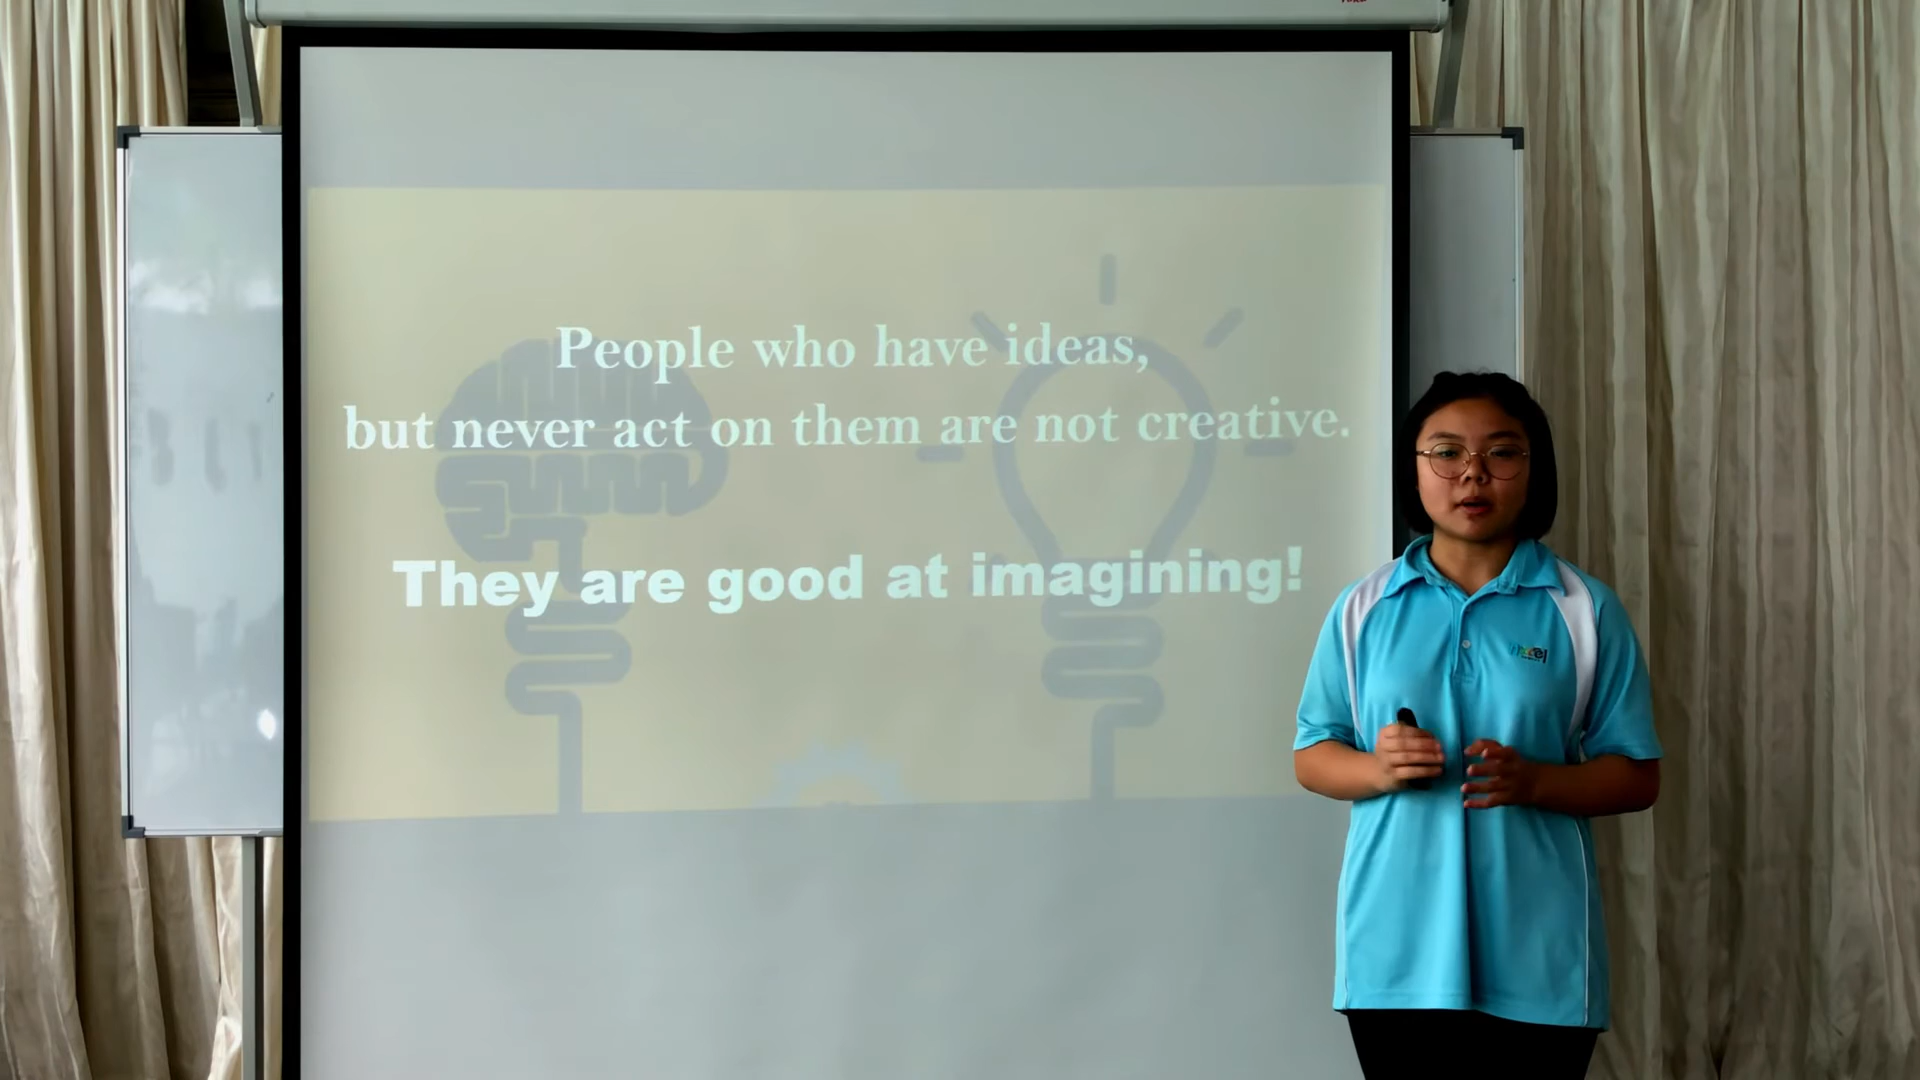 People who have ideas,
but never act on them are not creative.
They are good at imagining!